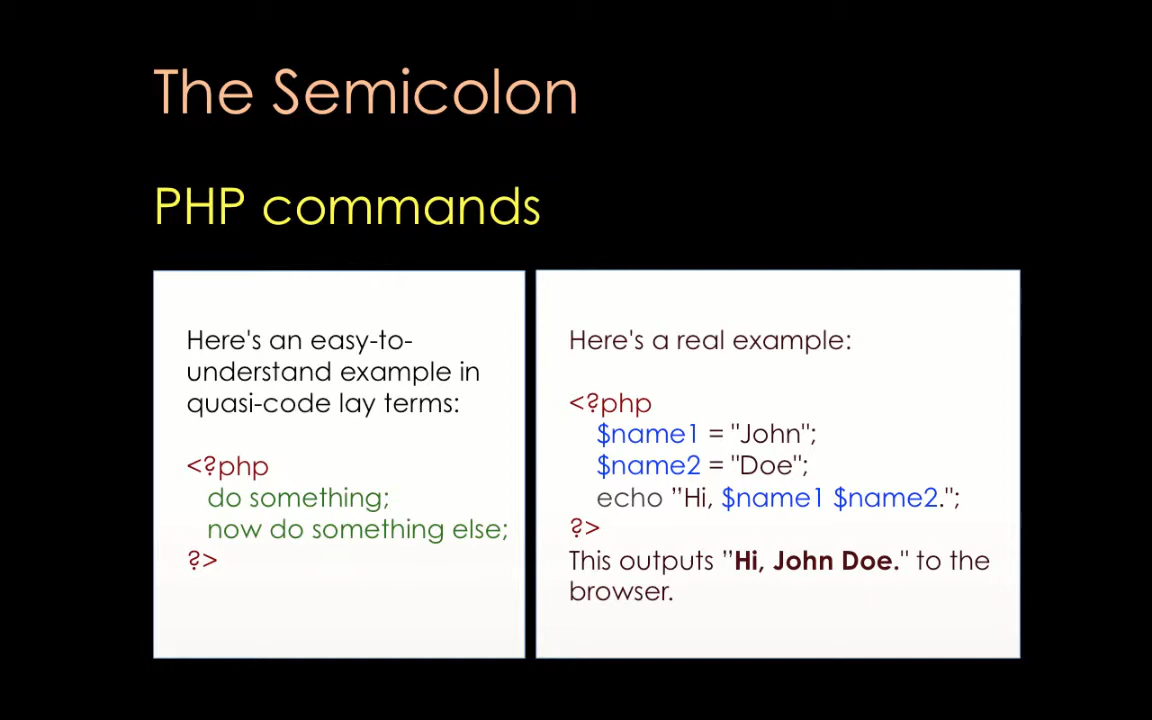 The Semicolon
PHP commands
Here's an easy-to-
understand example in
quasi-code lay terms:
<?php
do something;
now do something else;
?>
Here's a real example:
<?php
$name1 = "John";
$name2 = "Doe";
echo ”Hi, $name1 $name2.";
?>
This outputs ”Hi, John Doe." to the
browser.